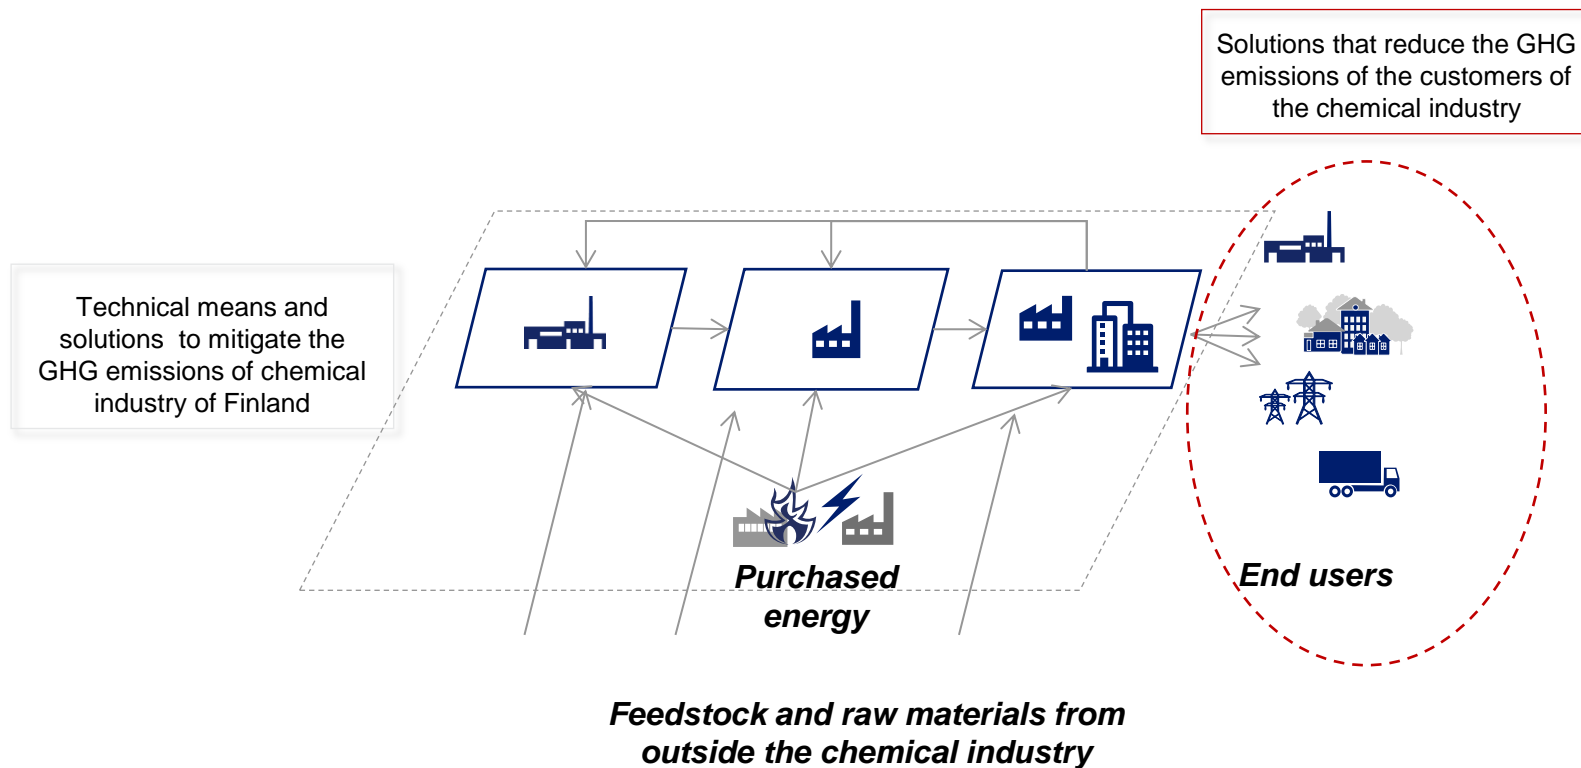 Solutions that reduce the GHG
emissions of the customers of
the chemical industry
Technical means and
solutions  to mitigate the
GHG emissions of chemical
industry of Finland
Purchased
energy
End users
Feedstock and raw materials from
outside the chemical industry